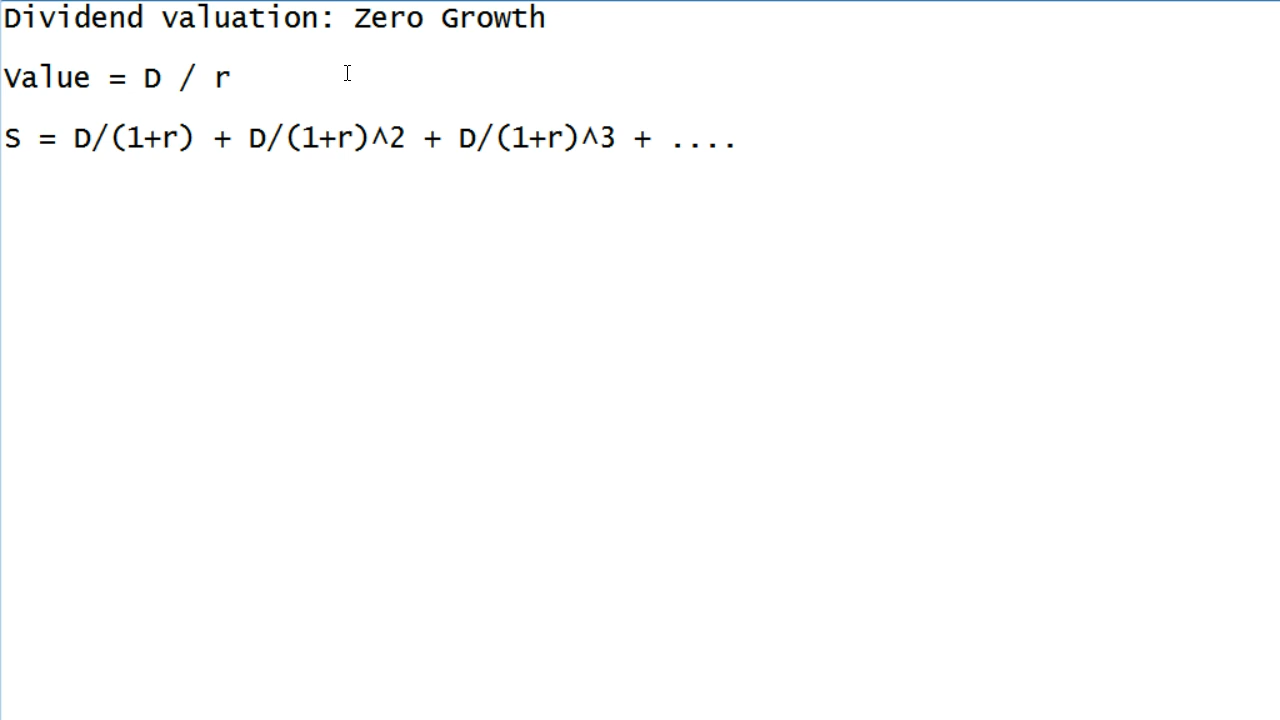 Dividend valuation: Zero Growth
Value = D / r
S = D/(1+r) + D/(1+r)^2 + D/(1+r)^3 + ....